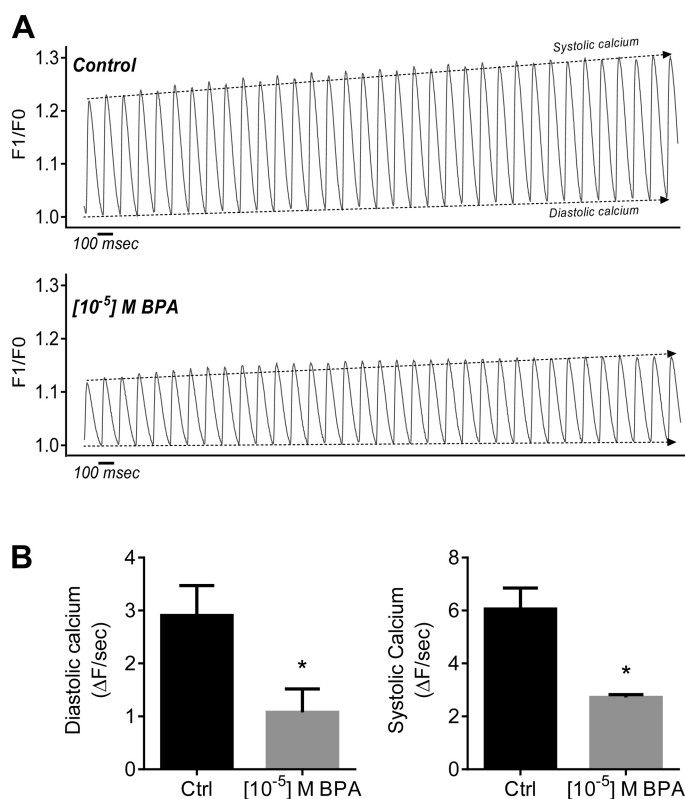 A
F1/F0
1.3
1.2
1.1
1.0
Control
Systolic calcium
Diastolic calcium
100 msec
F1/F0
1.3
1.2
1.1
1.0
[10⁻⁵] M BPA
100 msec
B
Diastolic calcium
(ΔF/sec)
4
3
2
1
0
*
Ctrl [10⁻⁵] M BPA
Systolic Calcium
(ΔF/sec)
8
6
4
2
0
*
Ctrl [10⁻⁵] M BPA